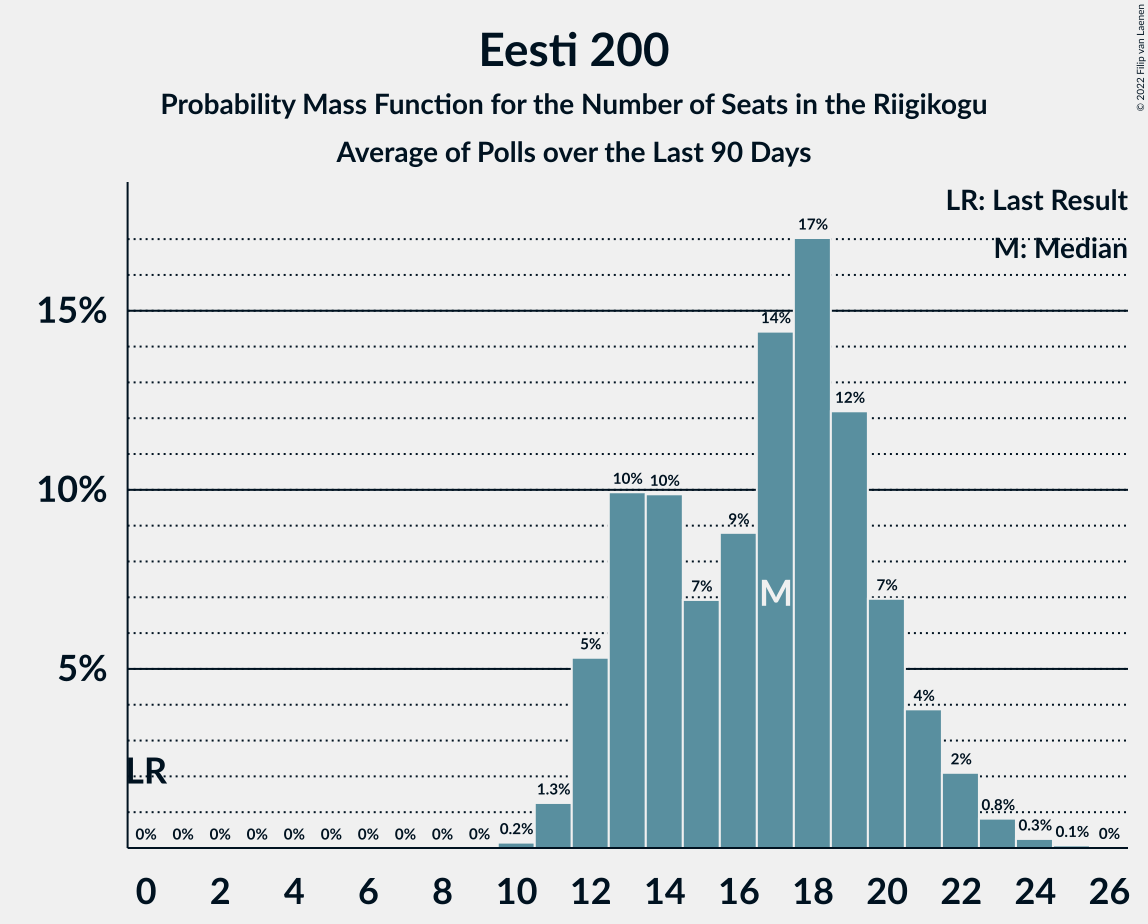 Eesti 200
Probability Mass Function for the Number of Seats in the Riigikogu
Average of Polls over the Last 90 Days
© 2022 Filip van Laenen
LR: Last Result
M: Median
15%
10%
5%
LR
M
0% 0% 0% 0% 0% 0% 0% 0% 0% 0% 0.2% 1.3% 5% 10% 10% 7% 9% 14% 17% 12% 7% 4% 2% 0.8% 0.3% 0.1% 0%
0 2 4 6 8 10 12 14 16 18 20 22 24 26